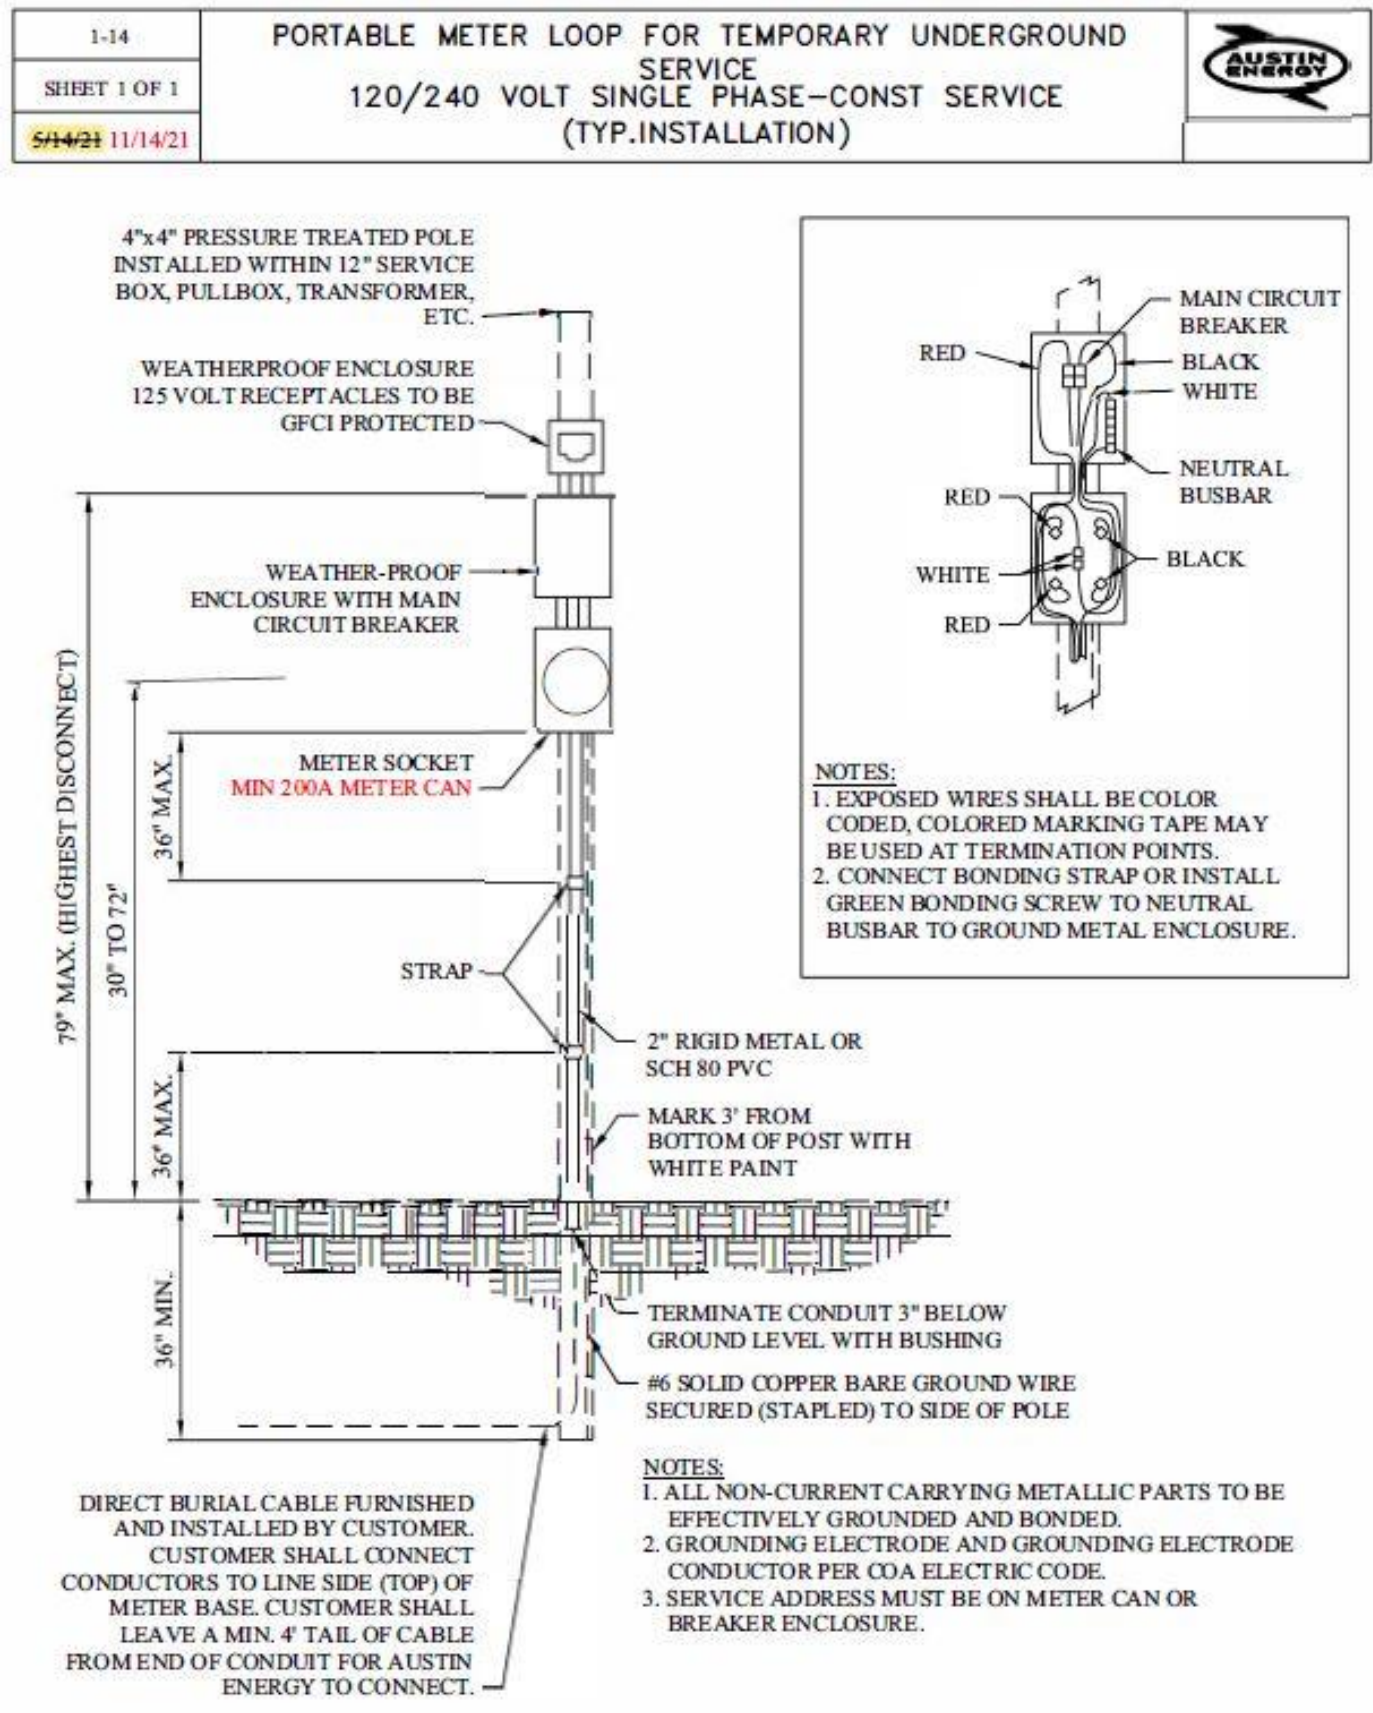 1-14
SHEET 1 OF 1
5/14/21 11/14/21
PORTABLE METER LOOP FOR TEMPORARY UNDERGROUND
SERVICE
120/240 VOLT SINGLE PHASE-CONST SERVICE
(TYP.INSTALLATION)
AUSTIN
ENERGY
4"x4" PRESSURE TREATED POLE
INSTALLED WITHIN 12" SERVICE
BOX, PULLBOX, TRANSFORMER,
ETC.
WEATHERPROOF ENCLOSURE
125 VOLT RECEPTACLES TO BE
GFCI PROTECTED
WEATHER-PROOF
ENCLOSURE WITH MAIN
CIRCUIT BREAKER
METER SOCKET
MIN 200A METER CAN
79" MAX. (HIGHEST DISCONNECT)
30" TO 72"
36" MAX.
STRAP
36" MAX.
36" MIN.
2" RIGID METAL OR
SCH 80 PVC
MARK 3' FROM
BOTTOM OF POST WITH
WHITE PAINT
TERMINATE CONDUIT 3" BELOW
GROUND LEVEL WITH BUSHING
#6 SOLID COPPER BARE GROUND WIRE
SECURED (STAPLED) TO SIDE OF POLE
DIRECT BURIAL CABLE FURNISHED
AND INSTALLED BY CUSTOMER.
CUSTOMER SHALL CONNECT
CONDUCTORS TO LINE SIDE (TOP) OF
METER BASE. CUSTOMER SHALL
LEAVE A MIN. 4' TAIL OF CABLE
FROM END OF CONDUIT FOR AUSTIN
ENERGY TO CONNECT.
MAIN CIRCUIT
BREAKER
RED
BLACK
WHITE
NEUTRAL
BUSBAR
RED
BLACK
WHITE
RED
NOTES:
1. EXPOSED WIRES SHALL BE COLOR
CODED, COLORED MARKING TAPE MAY
BE USED AT TERMINATION POINTS.
2. CONNECT BONDING STRAP OR INSTALL
GREEN BONDING SCREW TO NEUTRAL
BUSBAR TO GROUND METAL ENCLOSURE.
NOTES:
1. ALL NON-CURRENT CARRYING METALLIC PARTS TO BE
EFFECTIVELY GROUNDED AND BONDED.
2. GROUNDING ELECTRODE AND GROUNDING ELECTRODE
CONDUCTOR PER COA ELECTRIC CODE.
3. SERVICE ADDRESS MUST BE ON METER CAN OR
BREAKER ENCLOSURE.